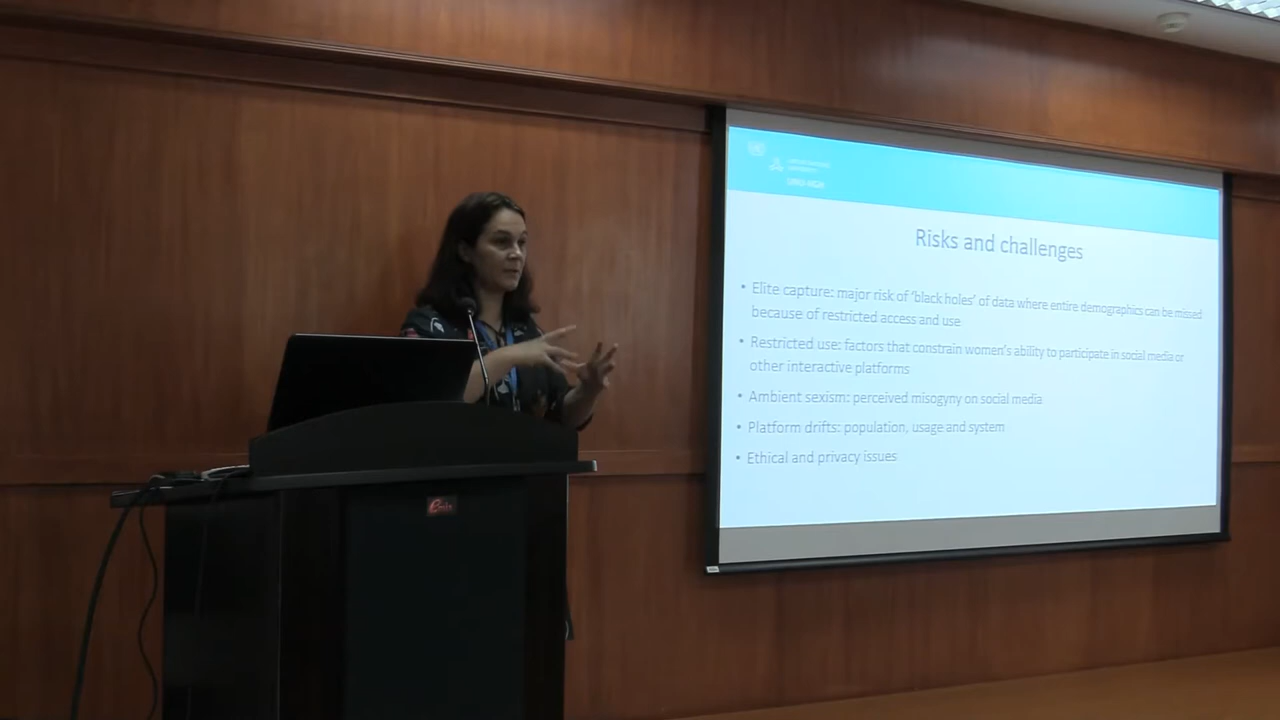 Risks and challenges
• Elite capture: major risk of 'black holes' of data where entire demographics can be missed
because of restricted access and use
• Restricted use: factors that constrain women's ability to participate in social media or
other interactive platforms
• Ambient sexism: perceived misogyny on social media
• Platform drifts: population, usage and system
• Ethical and privacy issues